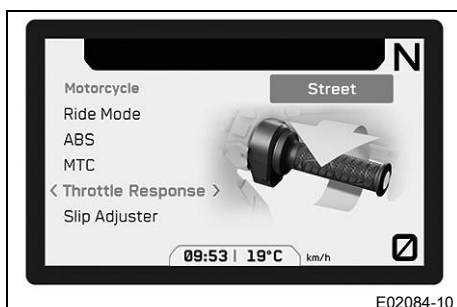 N
Motorcycle
Street
Ride Mode
ABS
MTC
< Throttle Response >
Slip Adjuster
09:53 | 19°C km/h
E02084-10